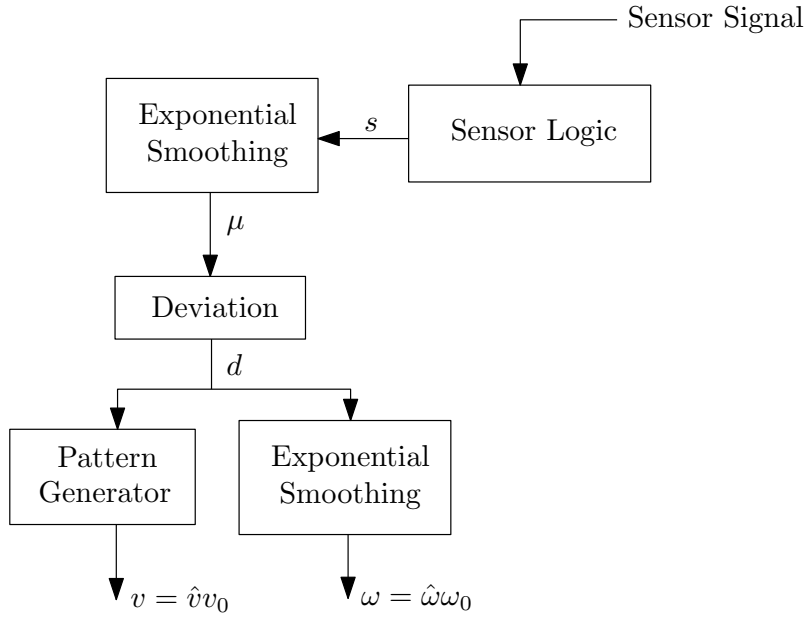 Sensor Signal
Exponential
Smoothing
s
Sensor Logic
μ
Deviation
d
Pattern
Generator
Exponential
Smoothing
v = v̂v₀
ω = ω̂ω₀